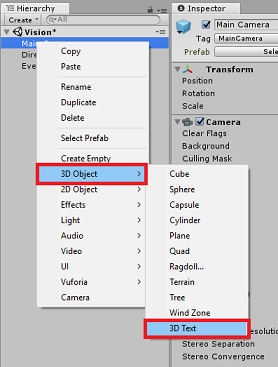 Hierarchy
Create
All
Vision*
Main
Dire
Eve
Copy
Paste
Rename
Duplicate
Delete
Select Prefab
Create Empty
3D Object
2D Object
Effects
Light
Audio
Video
UI
Vuforia
Camera
Cube
Sphere
Capsule
Cylinder
Plane
Quad
Ragdoll...
Terrain
Tree
Wind Zone
3D Text
Inspector
Main Camera
Tag MainCamera
Prefab Sele
Transform
Position
Rotation
Scale
Camera
Clear Flags
Background
Culling Mask
esolution
Stereo Separation
Stereo Convergence